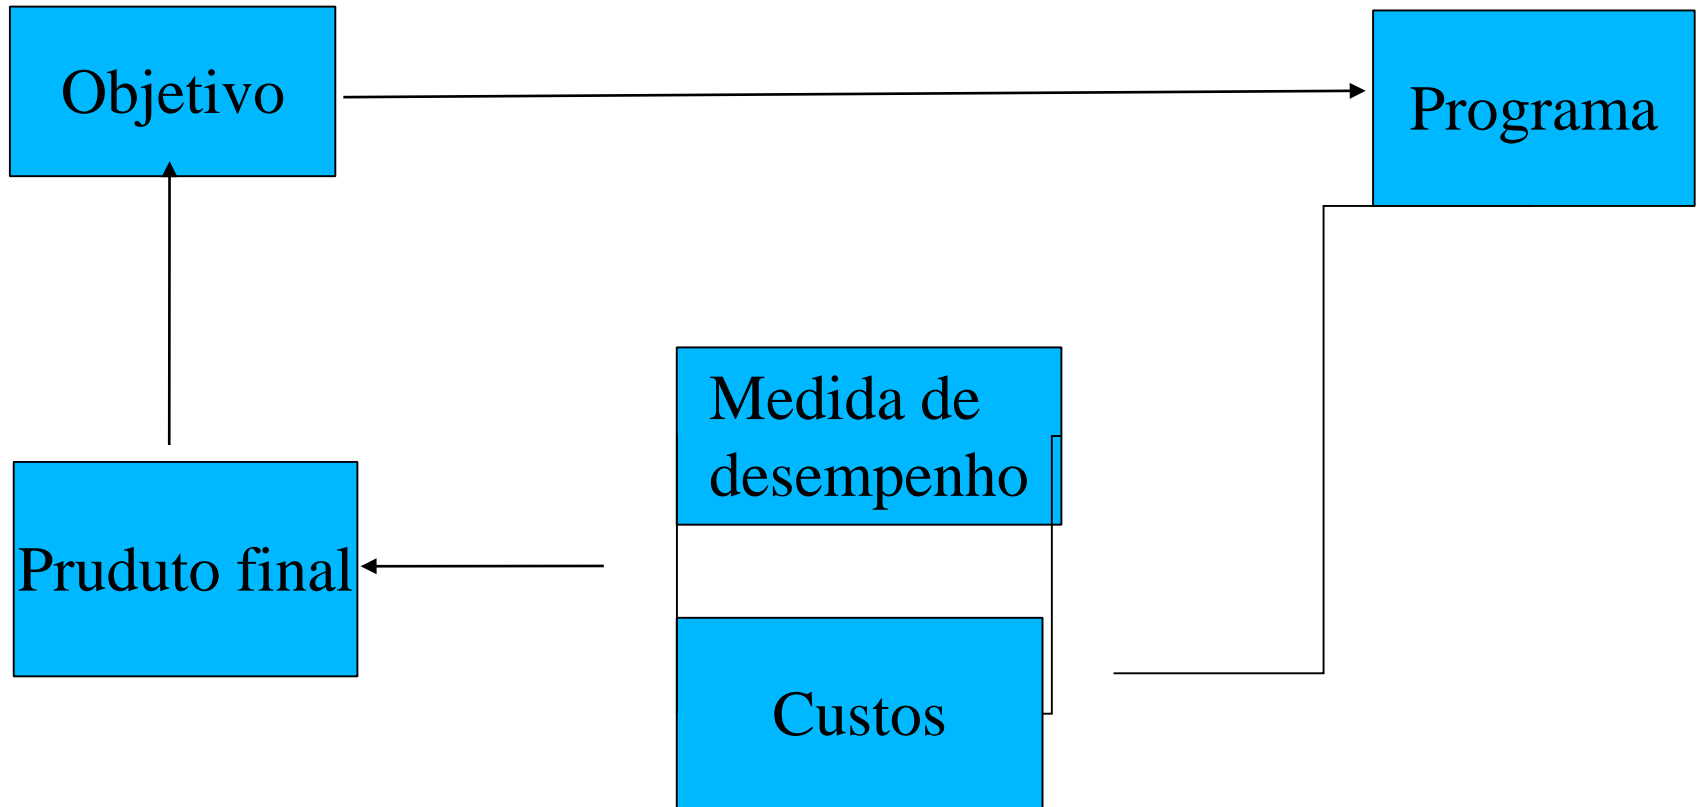 Objetivo
Programa
Medida de
desempenho
Pruduto final
Custos